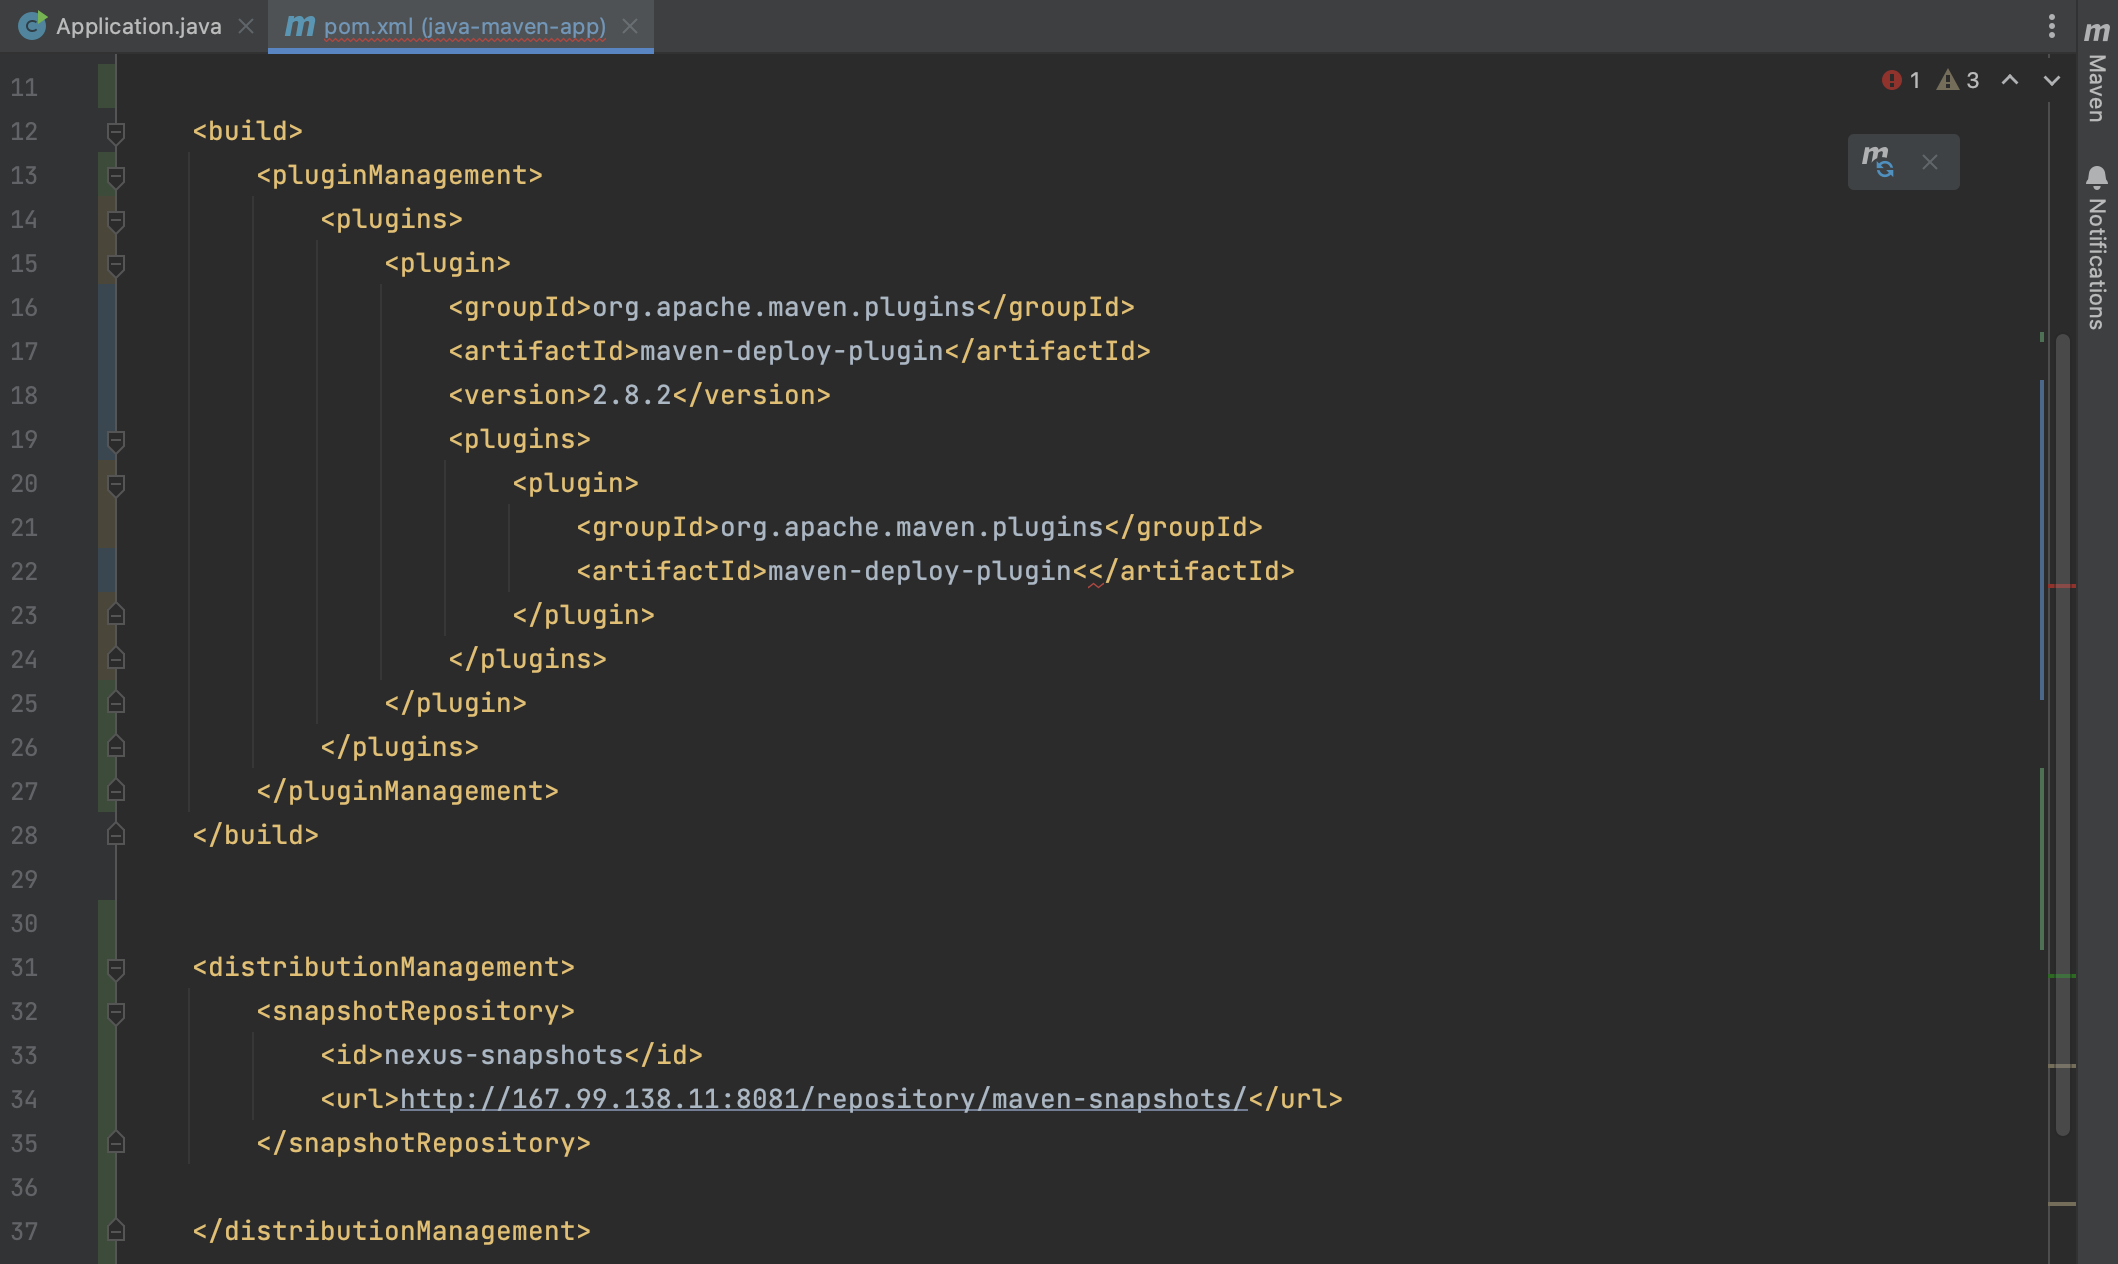 Application.java
m pom.xml (java-maven-app)
1 3
11
12 <build>
13 <pluginManagement>
14 <plugins>
15 <plugin>
16 <groupId>org.apache.maven.plugins</groupId>
17 <artifactId>maven-deploy-plugin</artifactId>
18 <version>2.8.2</version>
19 <plugins>
20 <plugin>
21 <groupId>org.apache.maven.plugins</groupId>
22 <artifactId>maven-deploy-plugin<</artifactId>
23 </plugin>
24 </plugins>
25 </plugin>
26 </plugins>
27 </pluginManagement>
28 </build>
29
30
31 <distributionManagement>
32 <snapshotRepository>
33 <id>nexus-snapshots</id>
34 <url>http://167.99.138.11:8081/repository/maven-snapshots/</url>
35 </snapshotRepository>
36
37 </distributionManagement>
m
m Maven
Notifications